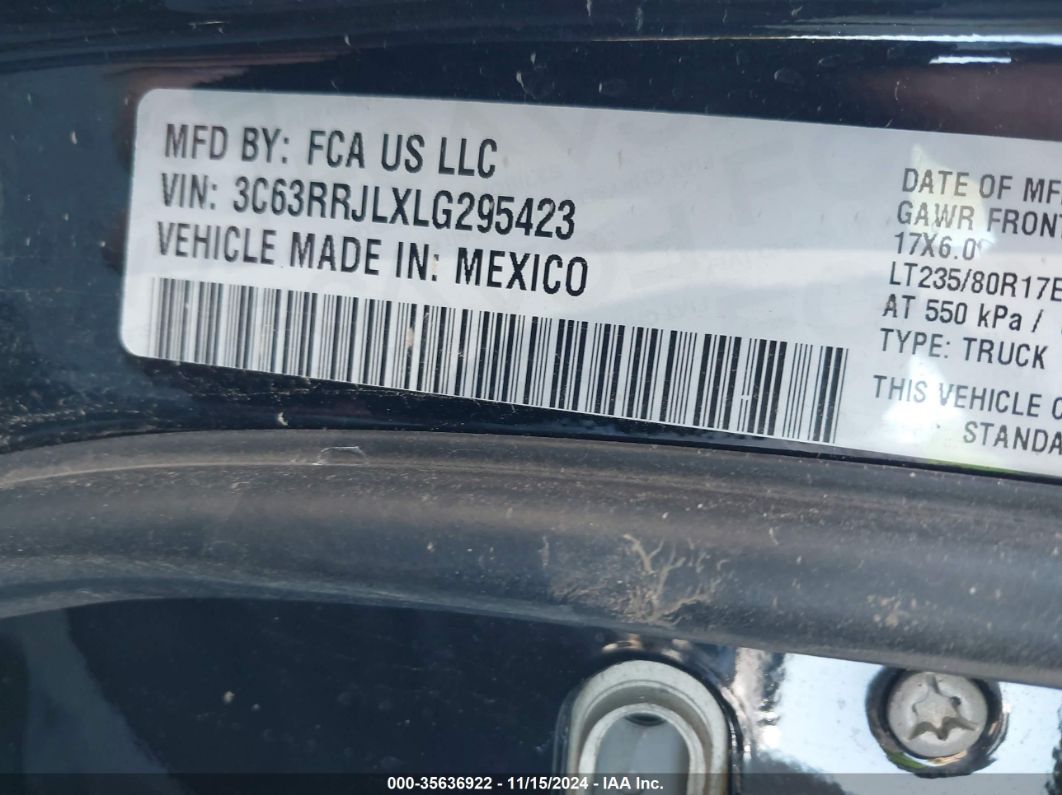 MFD BY: FCA US LLC
VIN: 3C63RRJLXLG295423
VEHICLE MADE IN: MEXICO
DATE OF MF
GAWR FRONT
17X6.0
LT235/80R17E
AT 550 kPa /
TYPE: TRUCK
THIS VEHICLE C
STANDA
000-35636922 - 11/15/2024 - IAA Inc.